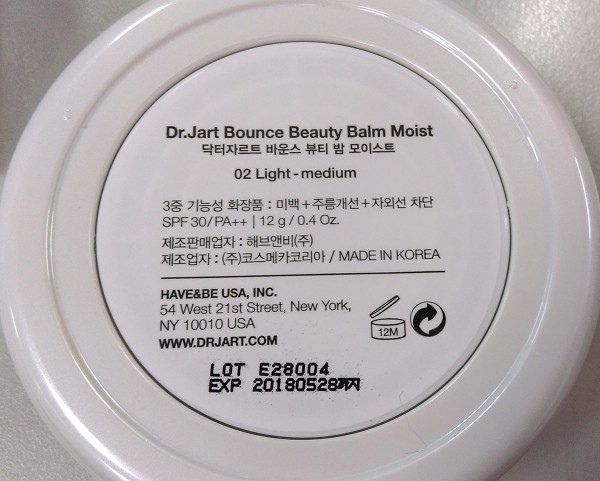 Dr.Jart Bounce Beauty Balm Moist
닥터자르트 바운스 뷰티 밤 모이스트
02 Light - medium
3중 기능성 화장품 : 미백+주름개선+자외선 차단
SPF 30/PA++ | 12 g / 0.4 Oz.
제조판매업자 : 해브앤비(주)
제조업자 : (주)코스메카코리아 / MADE IN KOREA
HAVE&BE USA, INC.
54 West 21st Street, New York,
NY 10010 USA
WWW.DRJART.COM
12M
LOT E28004
EXP 20180528까지